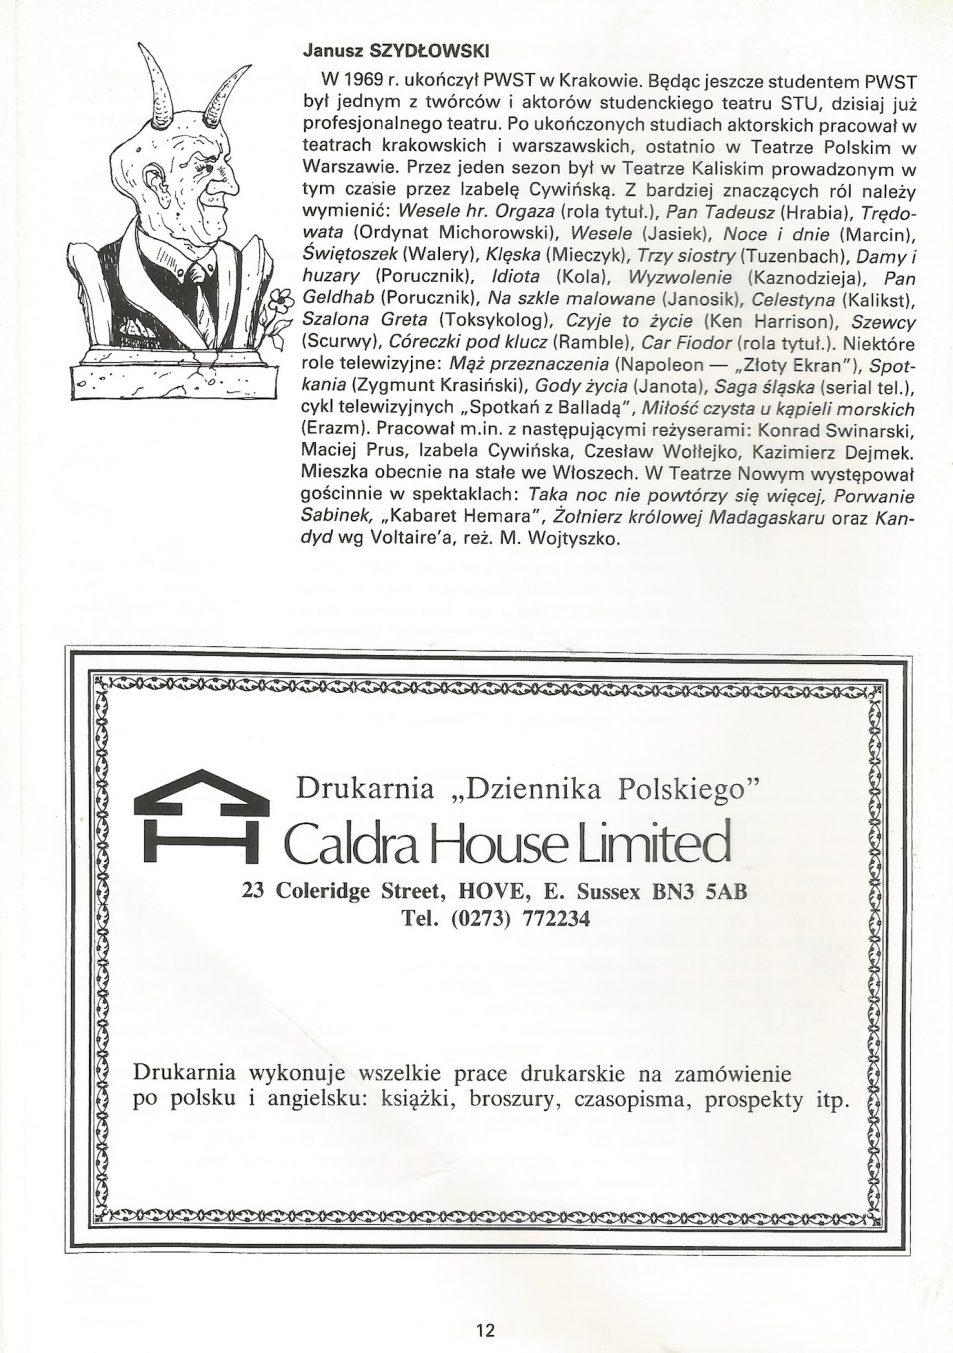 Janusz SZYDŁOWSKI
W 1969 r. ukończył PWST w Krakowie. Będąc jeszcze studentem PWST
był jednym z twórców i aktorów studenckiego teatru STU, dzisiaj już
profesjonalnego teatru. Po ukończonych studiach aktorskich pracował w
teatrach krakowskich i warszawskich, ostatnio w Teatrze Polskim w
Warszawie. Przez jeden sezon był w Teatrze Kaliskim prowadzonym w
tym czasie przez Izabelę Cywińską. Z bardziej znaczących ról należy
wymienić: Wesele hr. Orgaza (rola tytuł.), Pan Tadeusz (Hrabia), Trędo-
wata (Ordynat Michorowski), Wesele (Jasiek), Noce i dnie (Marcin),
Świętoszek (Walery), Klęska (Mieczyk), Trzy siostry (Tuzenbach), Damy i
huzary (Porucznik), Idiota (Kola), Wyzwolenie (Kaznodzieja), Pan
Geldhab (Porucznik), Na szkle malowane (Janosik), Celestyna (Kalikst),
Szalona Greta (Toksykolog), Czyje to życie (Ken Harrison), Szewcy
(Scurwy), Córeczki pod klucz (Ramble), Car Fiodor (rola tytuł.). Niektóre
role telewizyjne: Mąż przeznaczenia (Napoleon — „Złoty Ekran"), Spot-
kania (Zygmunt Krasiński), Gody życia (Janota), Saga śląska (serial tel.),
cykl telewizyjnych „Spotkań z Balladą", Miłość czysta u kąpieli morskich
(Erazm). Pracował m.in. z następującymi reżyserami: Konrad Swinarski,
Maciej Prus, Izabela Cywińska, Czesław Wołłejko, Kazimierz Dejmek.
Mieszka obecnie na stałe we Włoszech. W Teatrze Nowym występował
gościnnie w spektaklach: Taka noc nie powtórzy się więcej, Porwanie
Sabinek, „Kabaret Hemara", Żołnierz królowej Madagaskaru oraz Kan-
dyd wg Voltaire'a, reż. M. Wojtyszko.
Drukarnia „Dziennika Polskiego”
Caldra House Limited
23 Coleridge Street, HOVE, E. Sussex BN3 5AB
Tel. (0273) 772234
Drukarnia wykonuje wszelkie prace drukarskie na zamówienie
po polsku i angielsku: książki, broszury, czasopisma, prospekty itp.
12